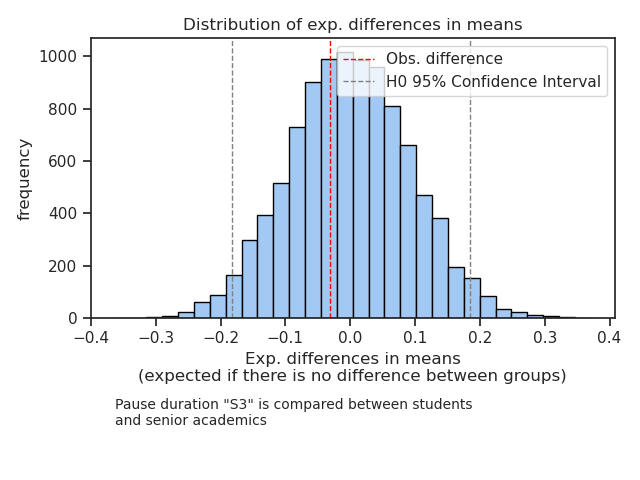 Distribution of exp. differences in means
Obs. difference
H0 95% Confidence Interval
1000
800
600
400
200
0
frequency
−0.4
−0.3
−0.2
−0.1
0.0
0.1
0.2
0.3
0.4
Exp. differences in means
(expected if there is no difference between groups)
Pause duration "S3" is compared between students
and senior academics